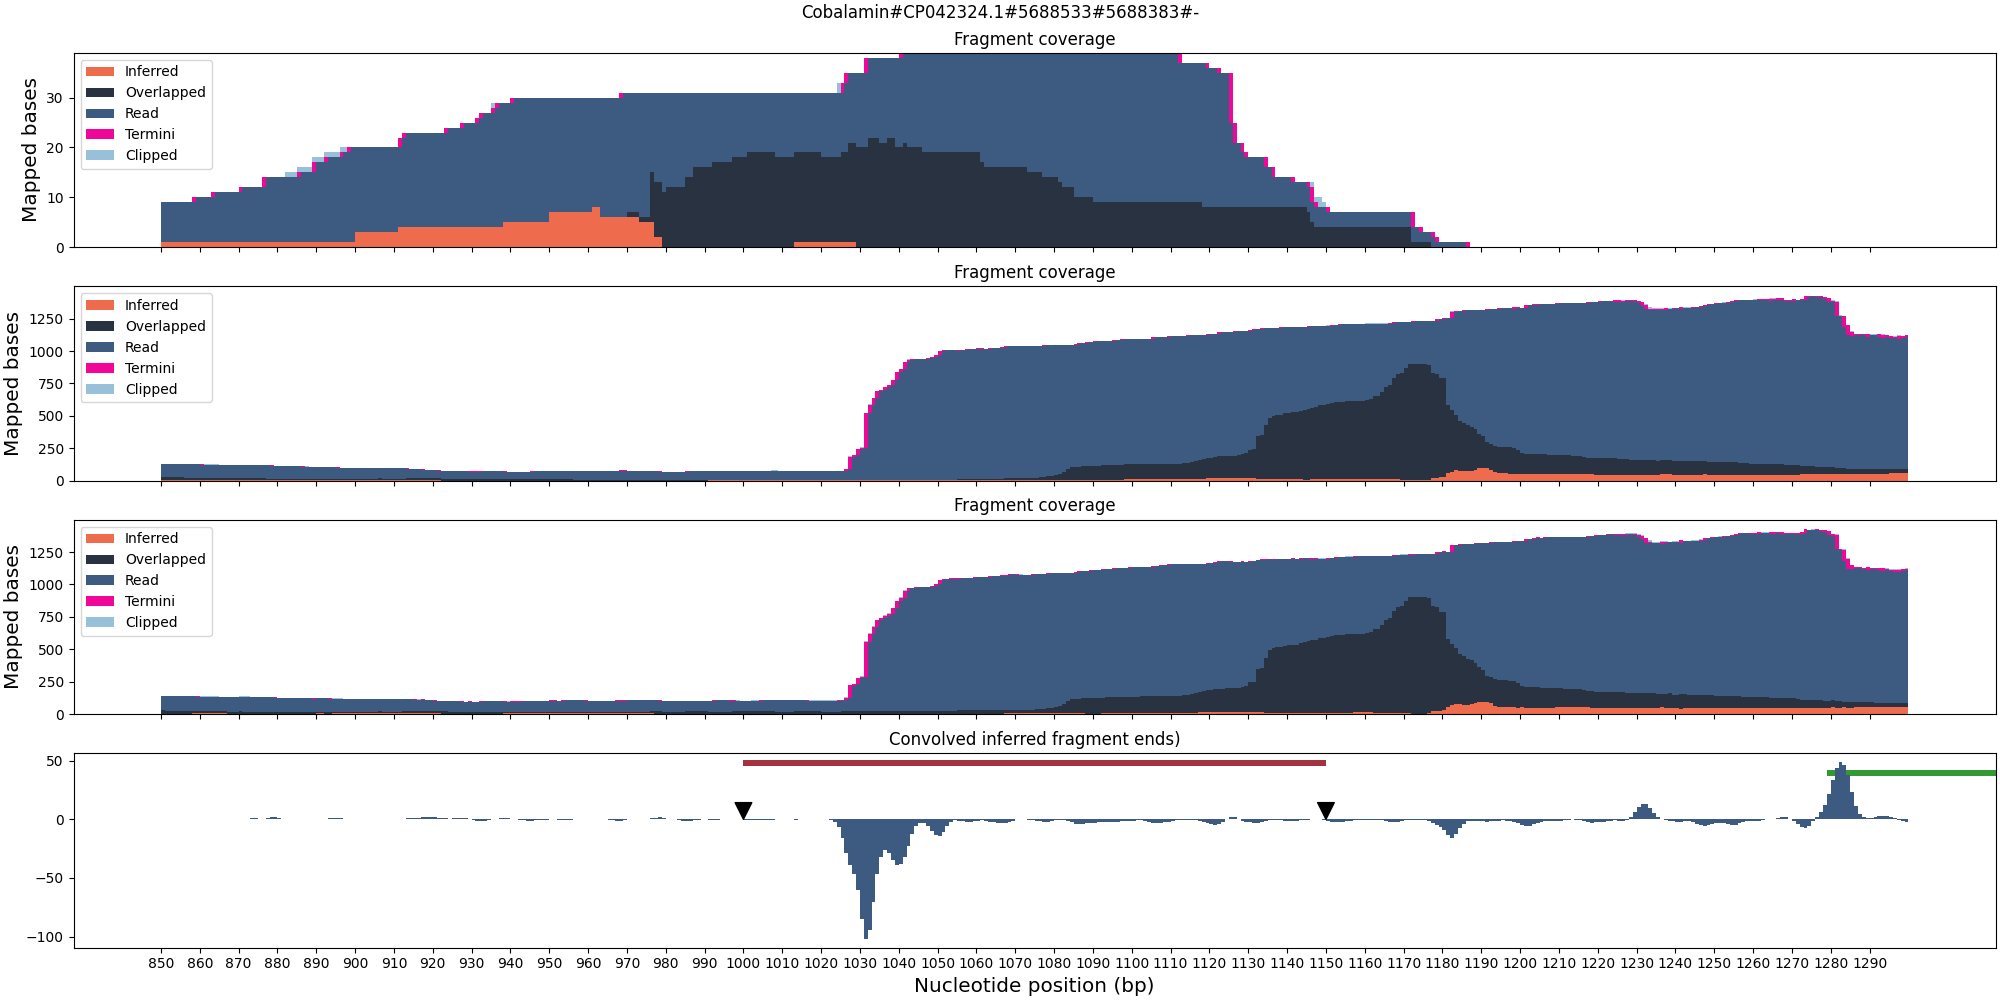 Cobalamin#CP042324.1#5688533#5688383#-
Fragment coverage
Mapped bases
30
20
10
0
Inferred
Overlapped
Read
Termini
Clipped
Fragment coverage
Mapped bases
1250
1000
750
500
250
0
Inferred
Overlapped
Read
Termini
Clipped
Fragment coverage
Mapped bases
1250
1000
750
500
250
0
Inferred
Overlapped
Read
Termini
Clipped
Convolved inferred fragment ends)
50
0
−50
−100
850 860 870 880 890 900 910 920 930 940 950 960 970 980 990 1000 1010 1020 1030 1040 1050 1060 1070 1080 1090 1100 1110 1120 1130 1140 1150 1160 1170 1180 1190 1200 1210 1220 1230 1240 1250 1260 1270 1280 1290
Nucleotide position (bp)